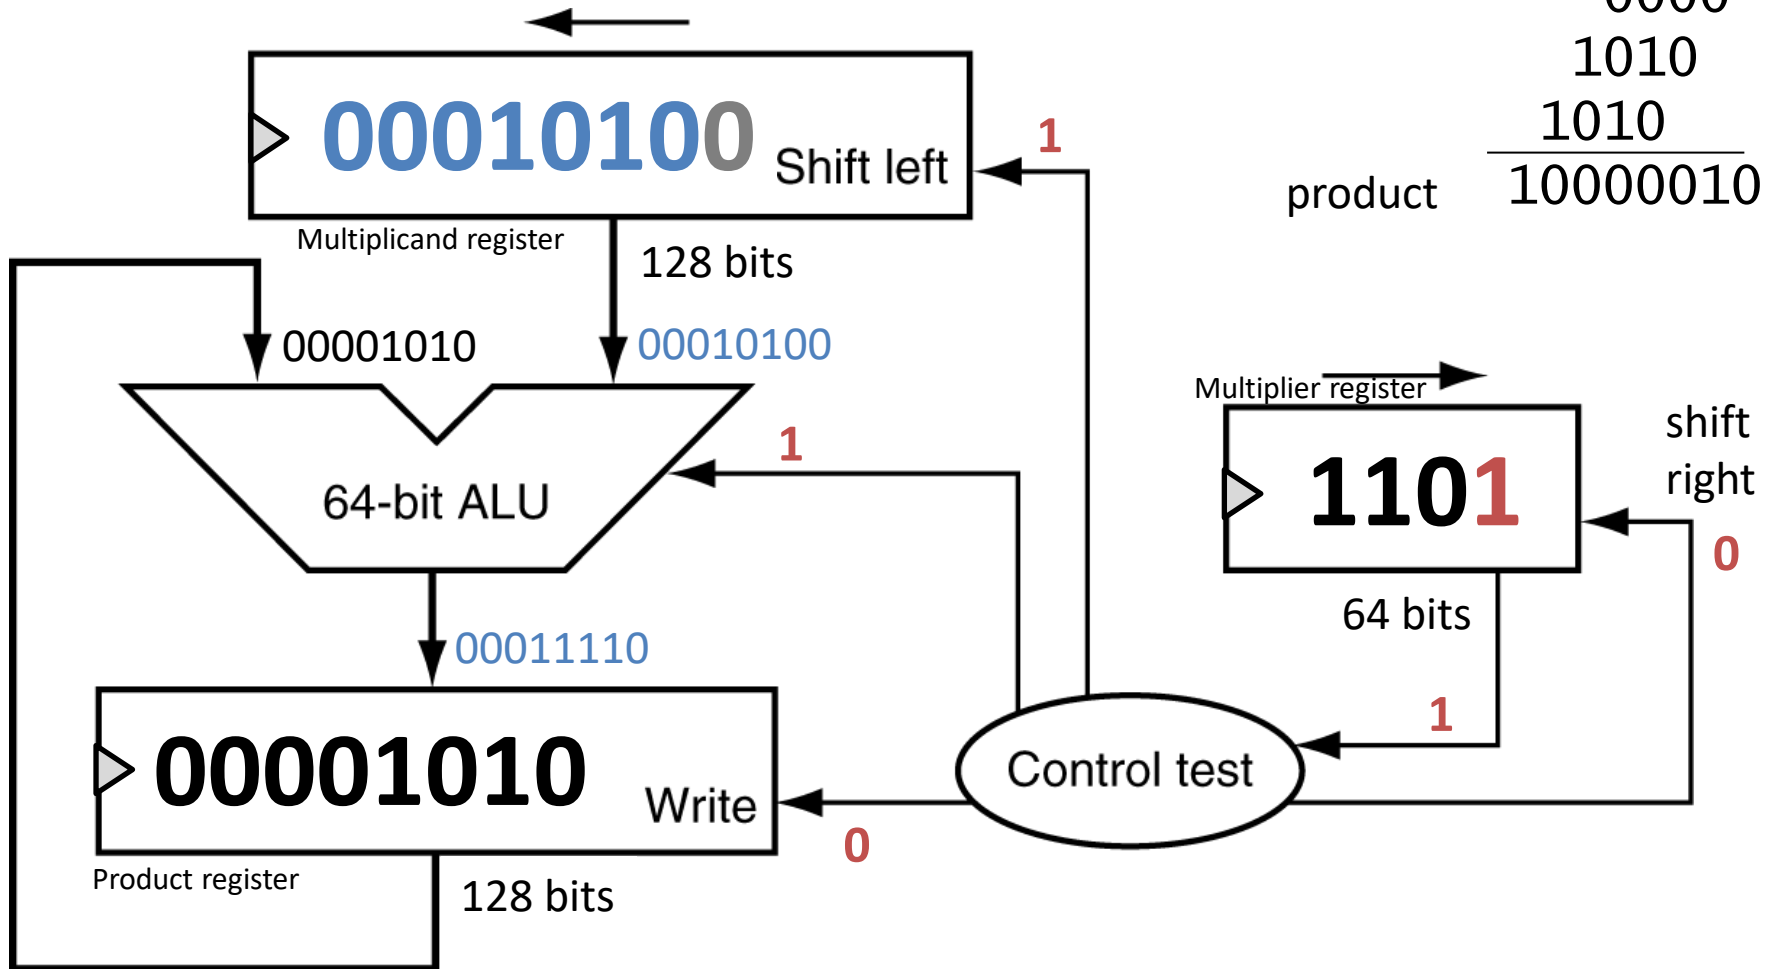 0000
1010
1010
product 10000010
00010100 Shift left
1
Multiplicand register
128 bits
00001010
00010100
Multiplier register
shift
right
1101
0
64 bits
1
64-bit ALU
00011110
1
00001010 Write
Control test
0
Product register
128 bits